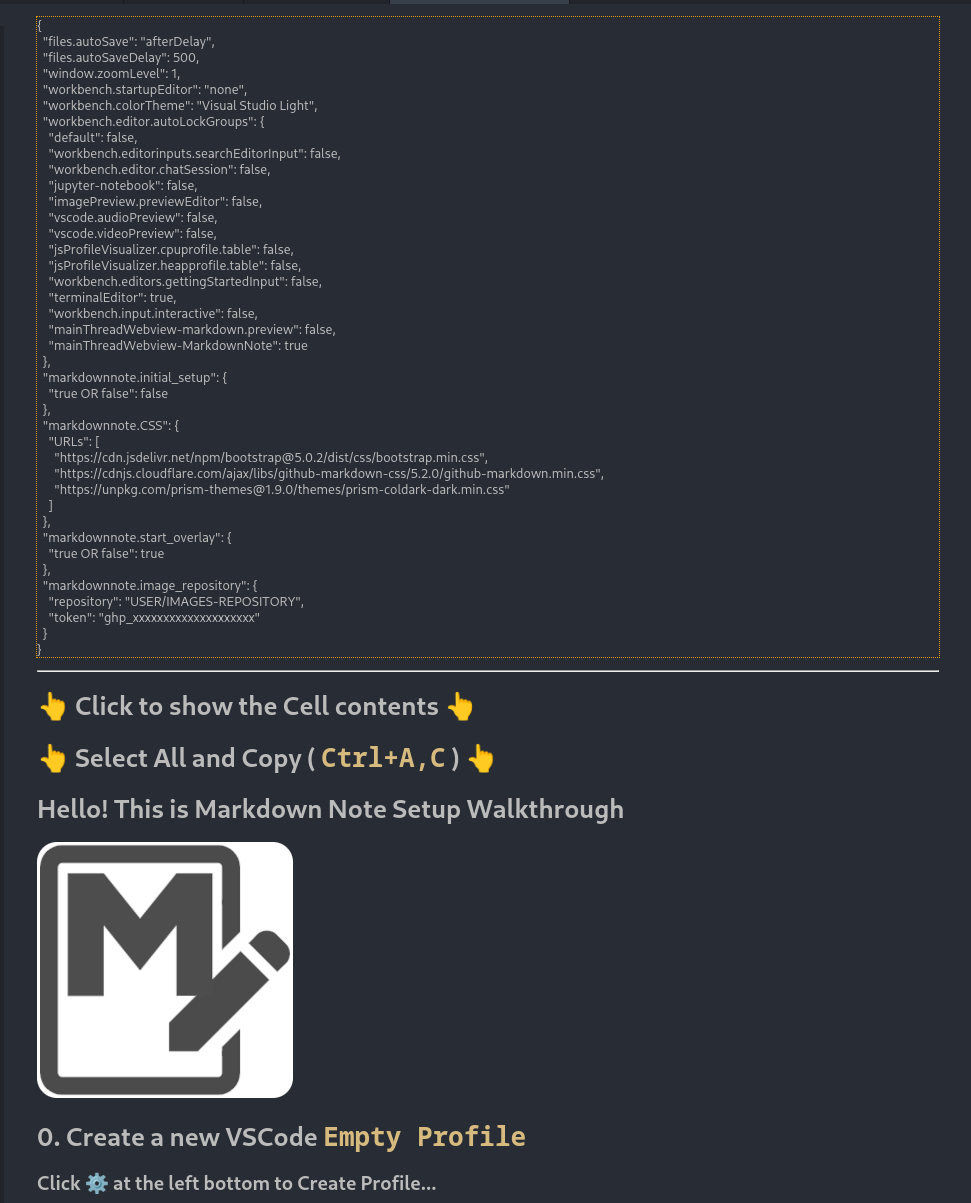 {
"files.autoSave": "afterDelay",
"files.autoSaveDelay": 500,
"window.zoomLevel": 1,
"workbench.startupEditor": "none",
"workbench.colorTheme": "Visual Studio Light",
"workbench.editor.autoLockGroups": {
"default": false,
"workbench.editorinputs.searchEditorInput": false,
"workbench.editor.chatSession": false,
"jupyter-notebook": false,
"imagePreview.previewEditor": false,
"vscode.audioPreview": false,
"vscode.videoPreview": false,
"jsProfileVisualizer.cpuprofile.table": false,
"jsProfileVisualizer.heapprofile.table": false,
"workbench.editors.gettingStartedInput": false,
"terminalEditor": true,
"workbench.input.interactive": false,
"mainThreadWebview-markdown.preview": false,
"mainThreadWebview-MarkdownNote": true
},
"markdownnote.initial_setup": {
"true OR false": false
},
"markdownnote.CSS": {
"URLs": [
"https://cdn.jsdelivr.net/npm/bootstrap@5.0.2/dist/css/bootstrap.min.css",
"https://cdnjs.cloudflare.com/ajax/libs/github-markdown-css/5.2.0/github-markdown.min.css",
"https://unpkg.com/prism-themes@1.9.0/themes/prism-coldark-dark.min.css"
]
},
"markdownnote.start_overlay": {
"true OR false": true
},
"markdownnote.image_repository": {
"repository": "USER/IMAGES-REPOSITORY",
"token": "ghp_xxxxxxxxxxxxxxxxxxxx"
}
}
👆 Click to show the Cell contents 👆
👆 Select All and Copy ( Ctrl+A,C ) 👆
Hello! This is Markdown Note Setup Walkthrough
M
0. Create a new VSCode Empty Profile
Click ⚙️ at the left bottom to Create Profile...